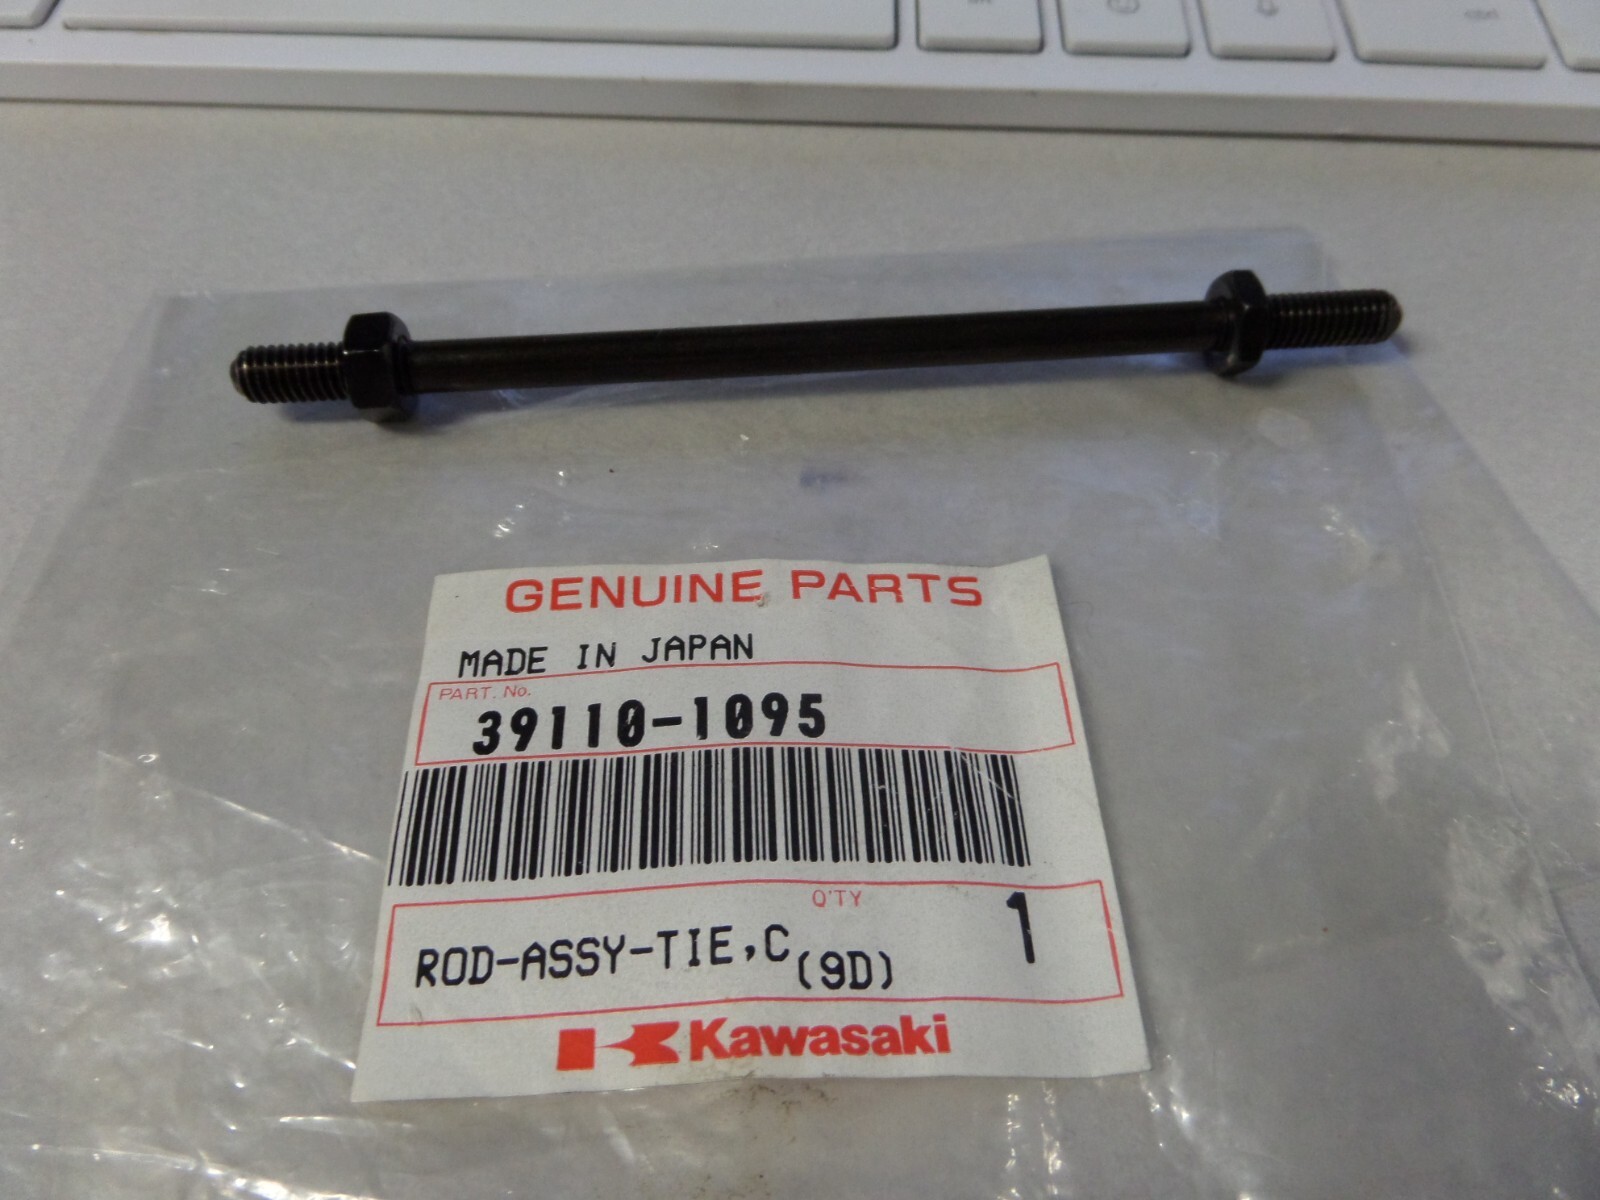 GENUINE PARTS
MADE IN JAPAN
PART. No.
39110-1095
Q'TY
1
ROD-ASSY-TIE,C(9D)
Kawasaki